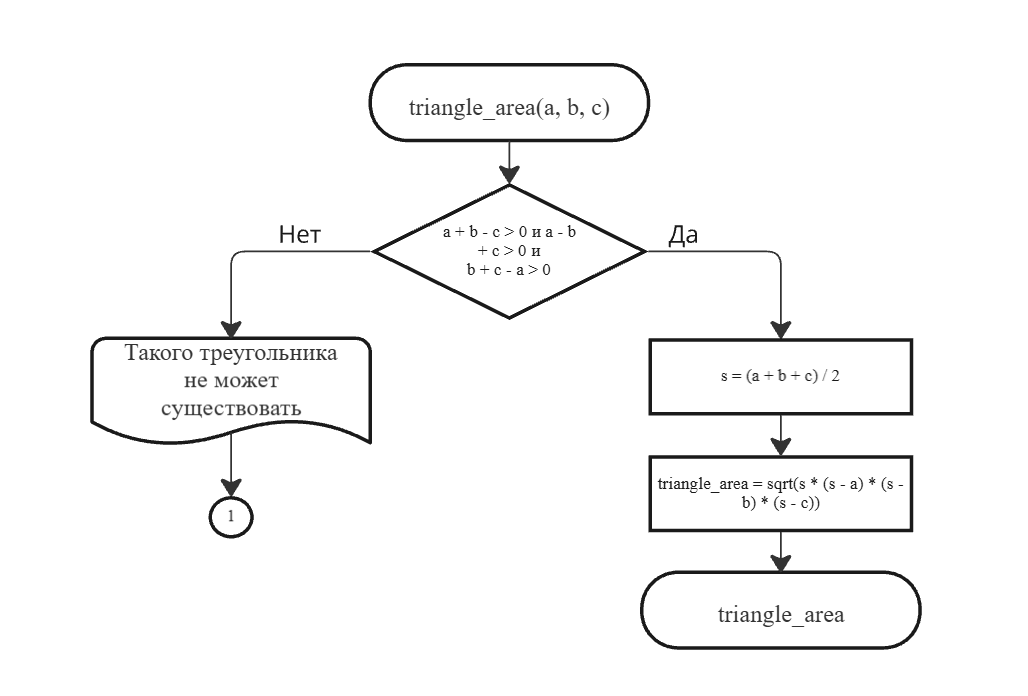 triangle_area(a, b, c)
Нет
a + b - c > 0 и a - b
+ c > 0 и
b + c - a > 0
Да
Такого треугольника
не может
существовать
1
s = (a + b + c) / 2
triangle_area = sqrt(s * (s - a) * (s -
b) * (s - c))
triangle_area